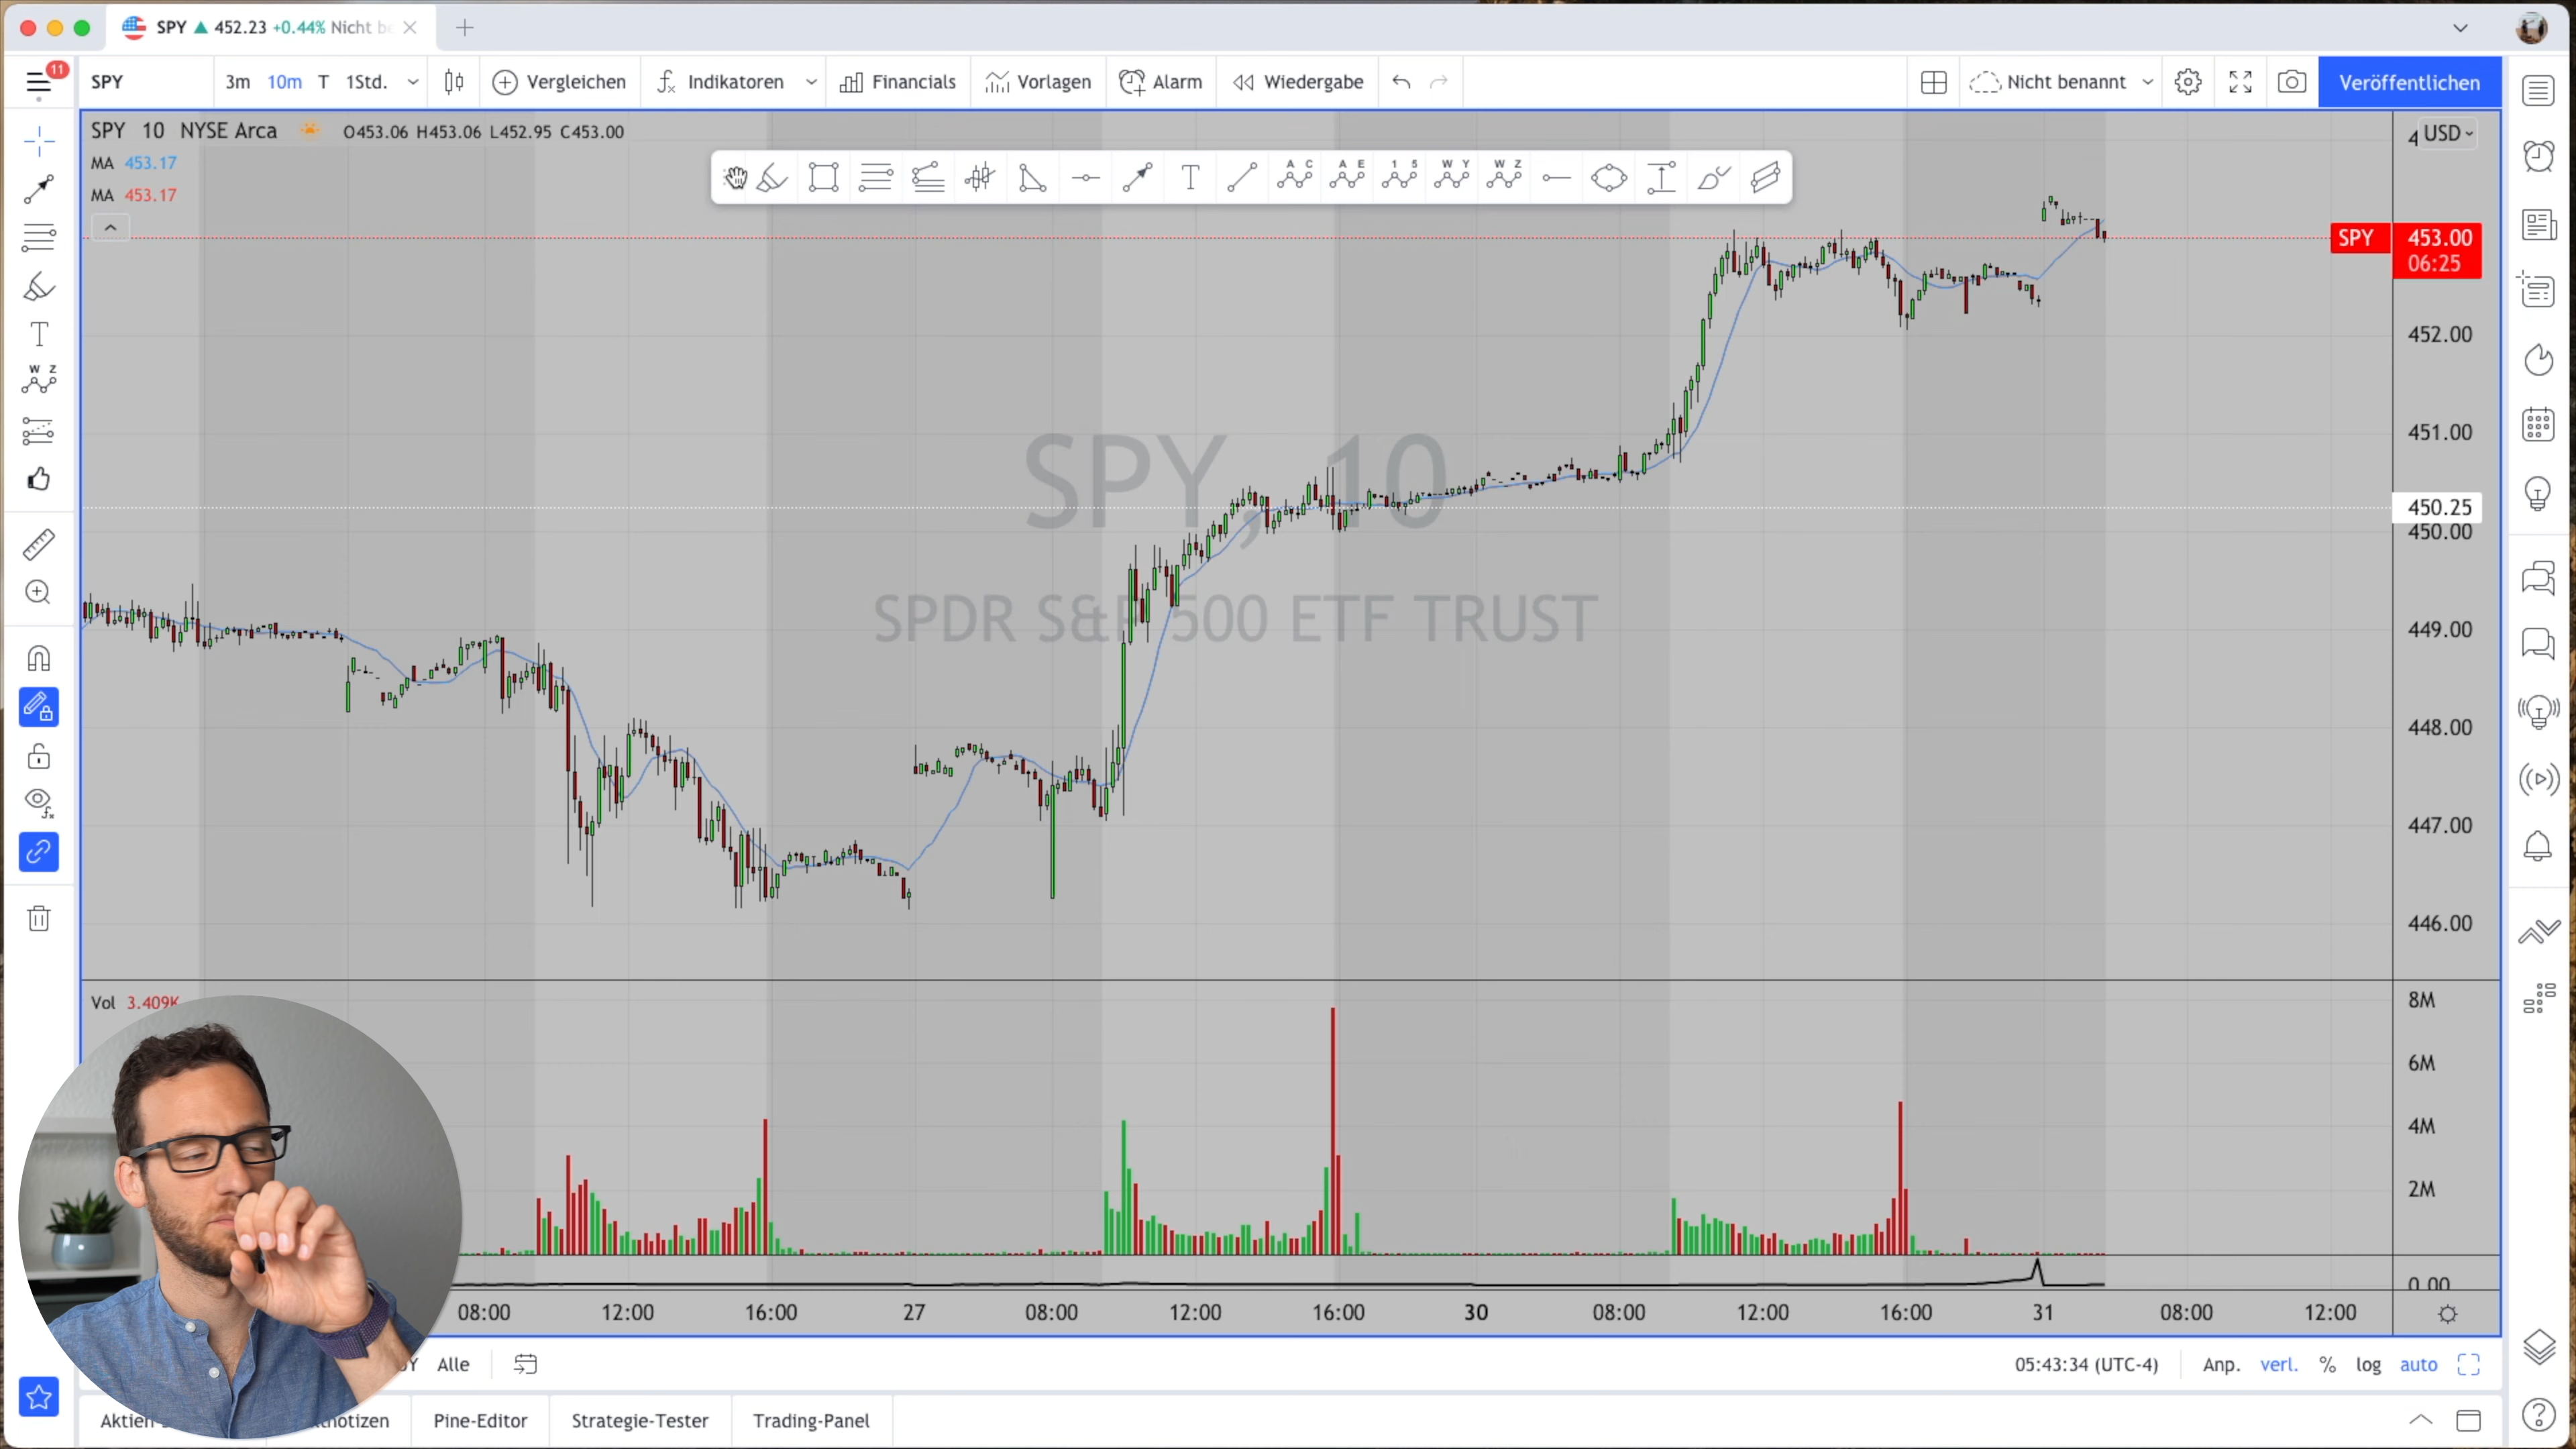 SPY ▲ 452.23 +0.44% Nicht b
11
SPY 3m 10m T 1Std. Vergleichen Indikatoren Financials Vorlagen Alarm Wiedergabe Nicht benannt Veröffentlichen
SPY 10 NYSE Arca O453.06 H453.06 L452.95 C453.00
MA 453.17
MA 453.17
A C A E 1 5 W Y W Z
W Z
4 USD
SPY 453.00
06:25
452.00
451.00
450.25
450.00
449.00
448.00
447.00
446.00
SPY, 10
SPDR S&P 500 ETF TRUST
Vol 3.409K
8M
6M
4M
2M
0.00
08:00 12:00 16:00 27 08:00 12:00 16:00 30 08:00 12:00 16:00 31 08:00 12:00
Y Alle 05:43:34 (UTC-4) Anp. verl. % log auto
Aktien notizen Pine-Editor Strategie-Tester Trading-Panel